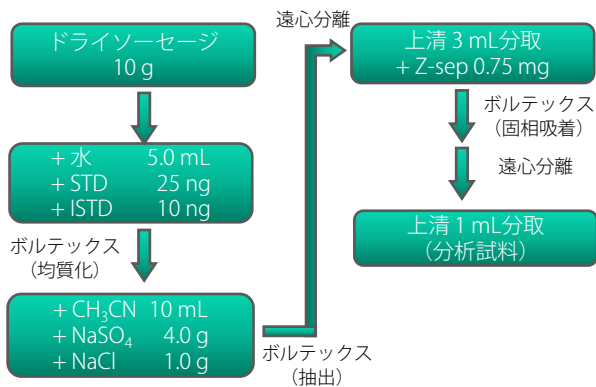 ドライソーセージ
10 g
+ 水 5.0 mL
+ STD 25 ng
+ ISTD 10 ng
ボルテックス
（均質化）
+ CH₃CN 10 mL
+ NaSO₄ 4.0 g
+ NaCl 1.0 g
ボルテックス
（抽出）
遠心分離
上清 3 mL分取
+ Z-sep 0.75 mg
ボルテックス
（固相吸着）
遠心分離
上清 1 mL分取
（分析試料）